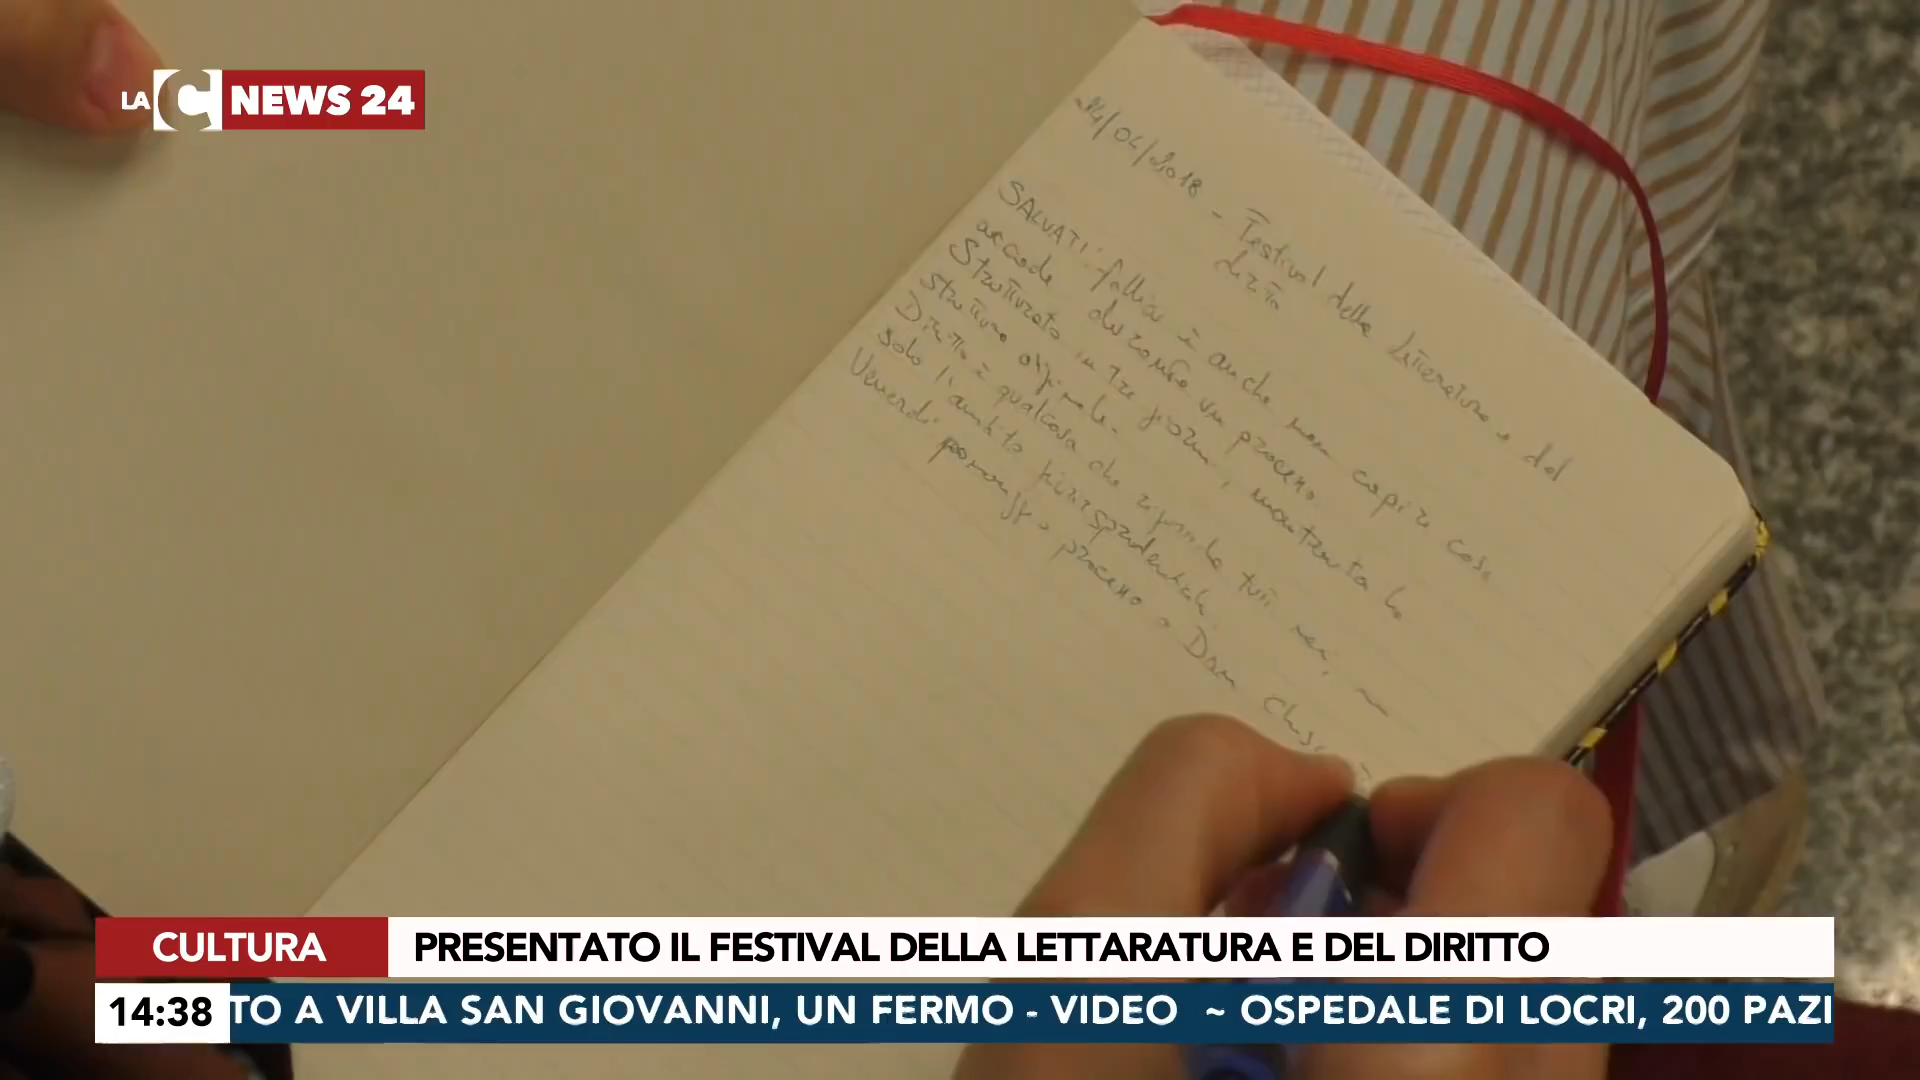 LA C NEWS 24
14/04/2018 - Festival della letteratura e del
diritto
SALVATI: è anche non capire cosa
accade durante un processo
Strutturato in tre giorni, mantenuta la
struttura originale.
Diritto è qualcosa che riguarda tutti noi, non
solo l'ambito
Venerdì pomeriggio processo a Don
CULTURA
PRESENTATO IL FESTIVAL DELLA LETTARATURA E DEL DIRITTO
14:38
TO A VILLA SAN GIOVANNI, UN FERMO - VIDEO ~ OSPEDALE DI LOCRI, 200 PAZI